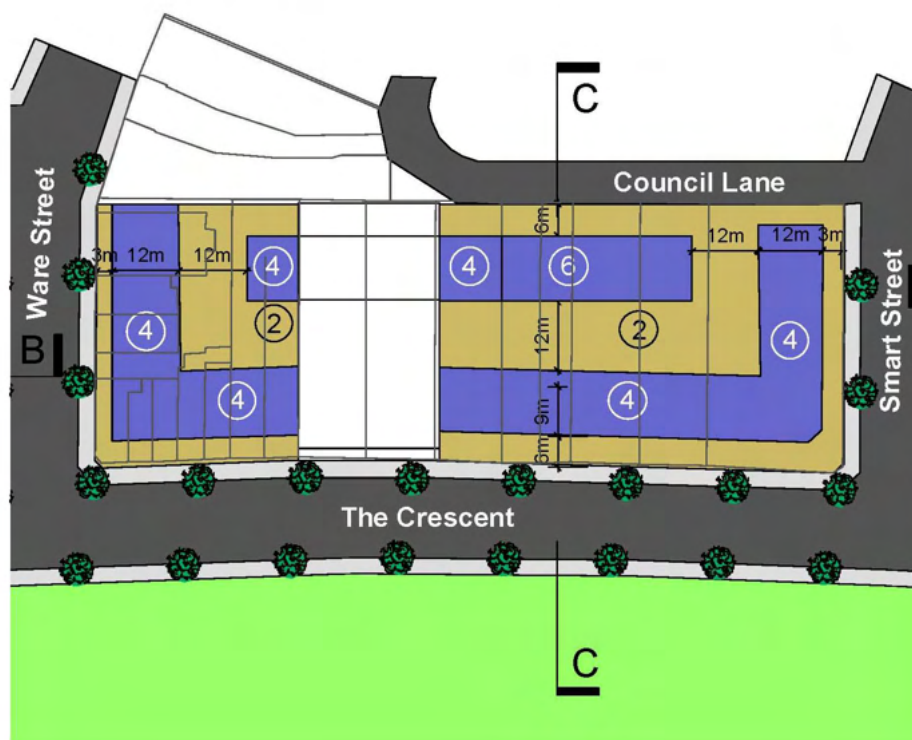 C
Council Lane
Ware Street
Smart Street
6m
3m
12m
12m
12m
12m
3m
4
4
6
4
2
2
4
12m
B
4
4
9m
6m
The Crescent
C